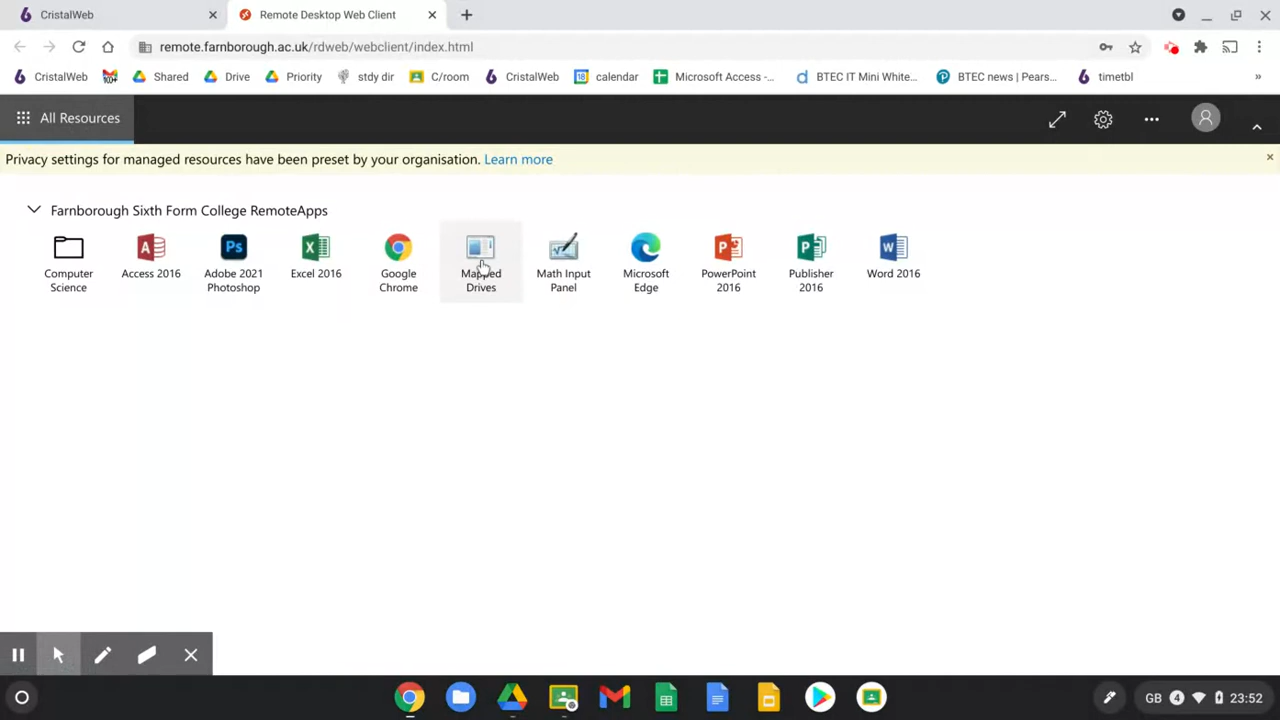 CristalWeb
Remote Desktop Web Client
remote.farnborough.ac.uk/rdweb/webclient/index.html
CristalWeb
Shared
Drive
Priority
stdy dir
C/room
CristalWeb
18 calendar
Microsoft Access -...
BTEC IT Mini White...
BTEC news | Pears...
timetbl
»
All Resources
Privacy settings for managed resources have been preset by your organisation. Learn more
Farnborough Sixth Form College RemoteApps
Computer
Science
Access 2016
Ps
Adobe 2021
Photoshop
Excel 2016
Google
Chrome
Mapped
Drives
Math Input
Panel
Microsoft
Edge
PowerPoint
2016
Publisher
2016
Word 2016
GB 4 23:52